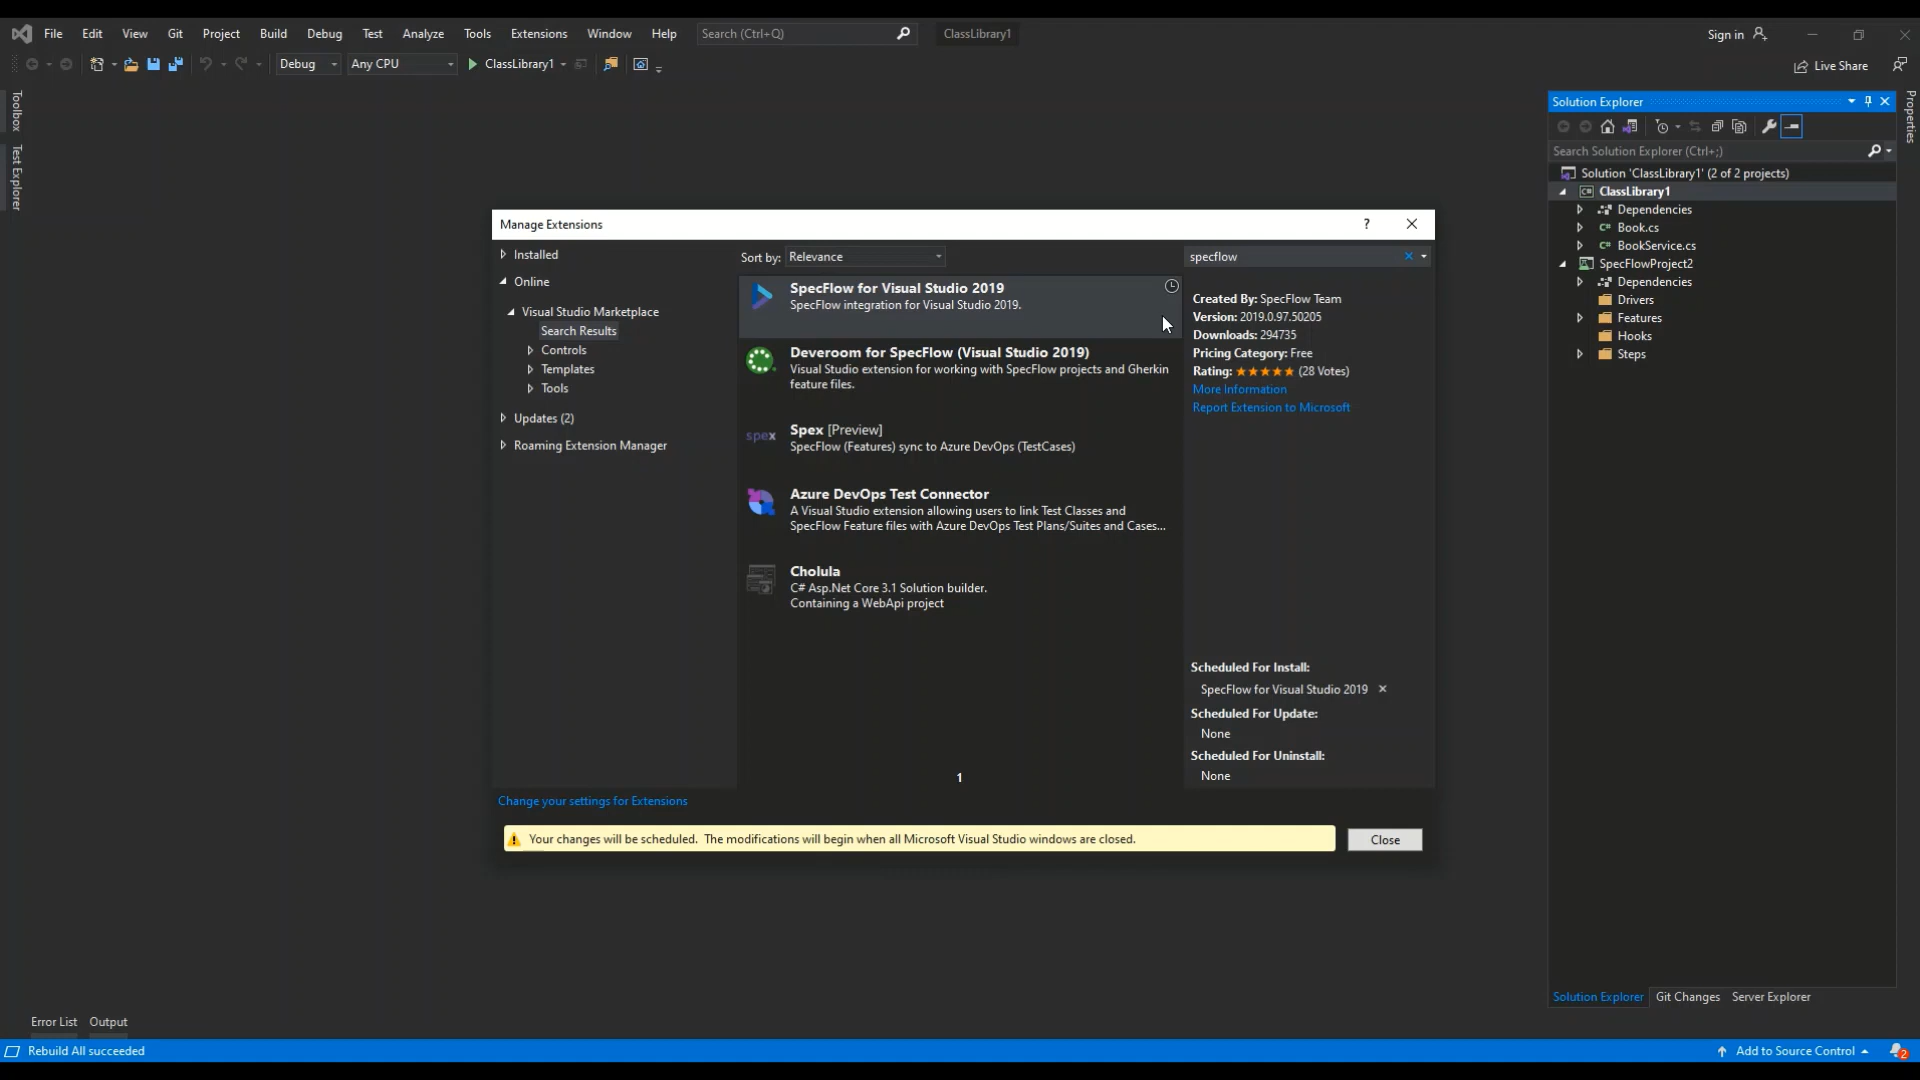 File Edit View Git Project Build Debug Test Analyze Tools Extensions Window Help Search (Ctrl+Q) ClassLibrary1 Sign in
Debug Any CPU ClassLibrary1 Live Share
Toolbox
Test Explorer
Properties
Solution Explorer
Search Solution Explorer (Ctrl+;)
Solution 'ClassLibrary1' (2 of 2 projects)
C# ClassLibrary1
Dependencies
C# Book.cs
C# BookService.cs
SpecFlowProject2
Dependencies
Drivers
Features
Hooks
Steps
Manage Extensions ?
Installed
Online
Visual Studio Marketplace
Search Results
Controls
Templates
Tools
Updates (2)
Roaming Extension Manager
Sort by: Relevance
specflow
SpecFlow for Visual Studio 2019
SpecFlow integration for Visual Studio 2019.
Deveroom for SpecFlow (Visual Studio 2019)
Visual Studio extension for working with SpecFlow projects and Gherkin
feature files.
spex
Spex [Preview]
SpecFlow (Features) sync to Azure DevOps (TestCases)
Azure DevOps Test Connector
A Visual Studio extension allowing users to link Test Classes and
SpecFlow Feature files with Azure DevOps Test Plans/Suites and Cases...
Cholula
C# Asp.Net Core 3.1 Solution builder.
Containing a WebApi project
1
Created By: SpecFlow Team
Version: 2019.0.97.50205
Downloads: 294735
Pricing Category: Free
Rating: (28 Votes)
More Information
Report Extension to Microsoft
Scheduled For Install:
SpecFlow for Visual Studio 2019
Scheduled For Update:
None
Scheduled For Uninstall:
None
Change your settings for Extensions
Your changes will be scheduled. The modifications will begin when all Microsoft Visual Studio windows are closed.
Close
Solution Explorer Git Changes Server Explorer
Error List Output
Rebuild All succeeded
Add to Source Control 2